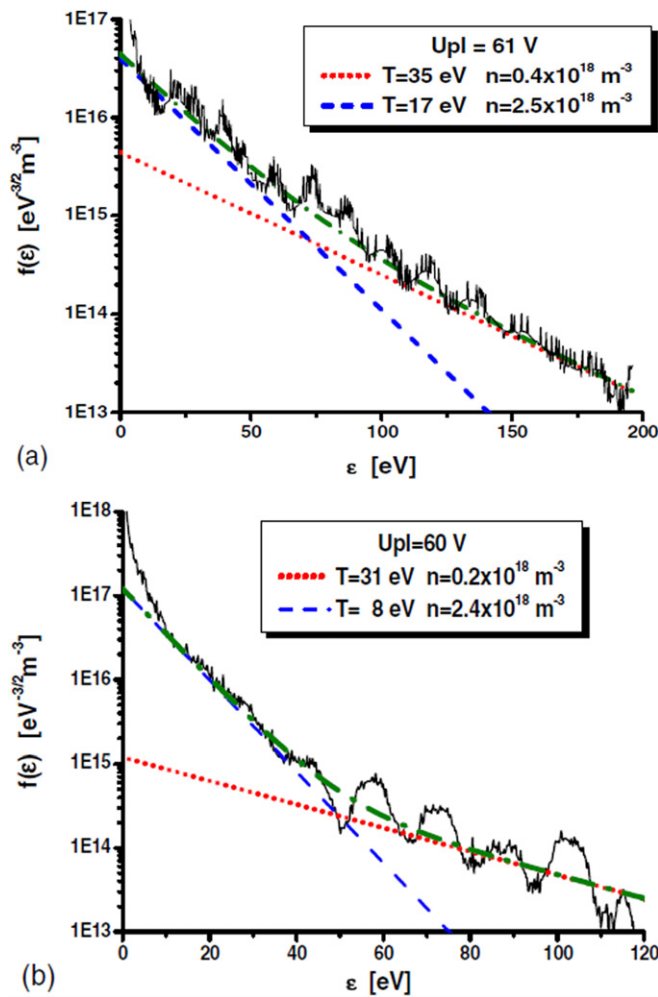 1E17
1E16
1E15
1E14
1E13
f(ε) [eV-3/2m-3]
Upl = 61 V
T=35 eV n=0.4x10^18 m^-3
T=17 eV n=2.5x10^18 m^-3
0 50 100 150 200
(a)
ε [eV]
1E18
1E17
1E16
1E15
1E14
1E13
f(ε) [eV-3/2m-3]
Upl=60 V
T=31 eV n=0.2x10^18 m^-3
T= 8 eV n=2.4x10^18 m^-3
0 20 40 60 80 100 120
(b)
ε [eV]